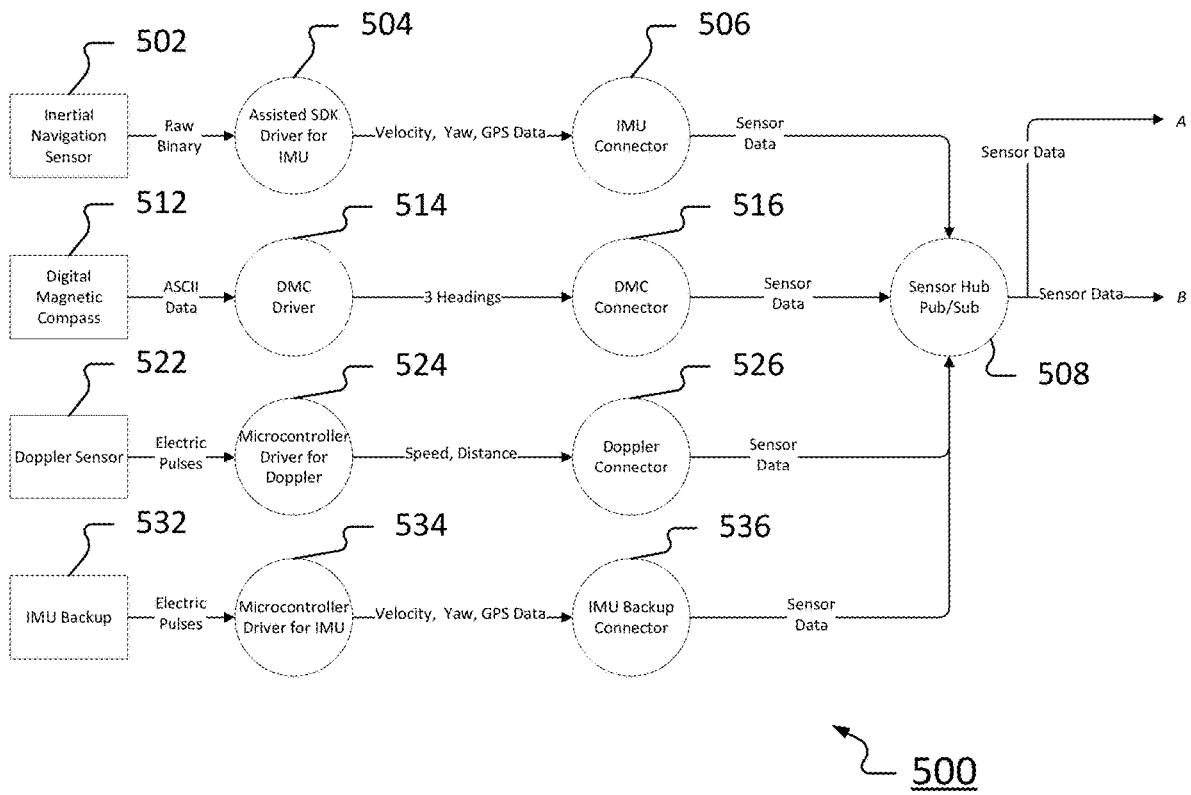 502
504
506
Inertial
Navigation
Sensor
Raw
Binary
Assisted SDK
Driver for
IMU
Velocity, Yaw, GPS Data
IMU
Connector
Sensor
Data
Sensor Data
A
512
514
516
Digital
Magnetic
Compass
ASCII
Data
DMC
Driver
3 Headings
DMC
Connector
Sensor
Data
Sensor Hub
Pub/Sub
Sensor Data
B
508
522
524
526
Doppler Sensor
Electric
Pulses
Microcontroller
Driver for
Doppler
Speed, Distance
Doppler
Connector
Sensor
Data
532
534
536
IMU Backup
Electric
Pulses
Microcontroller
Driver for IMU
Velocity, Yaw, GPS Data
IMU Backup
Connector
Sensor
Data
500